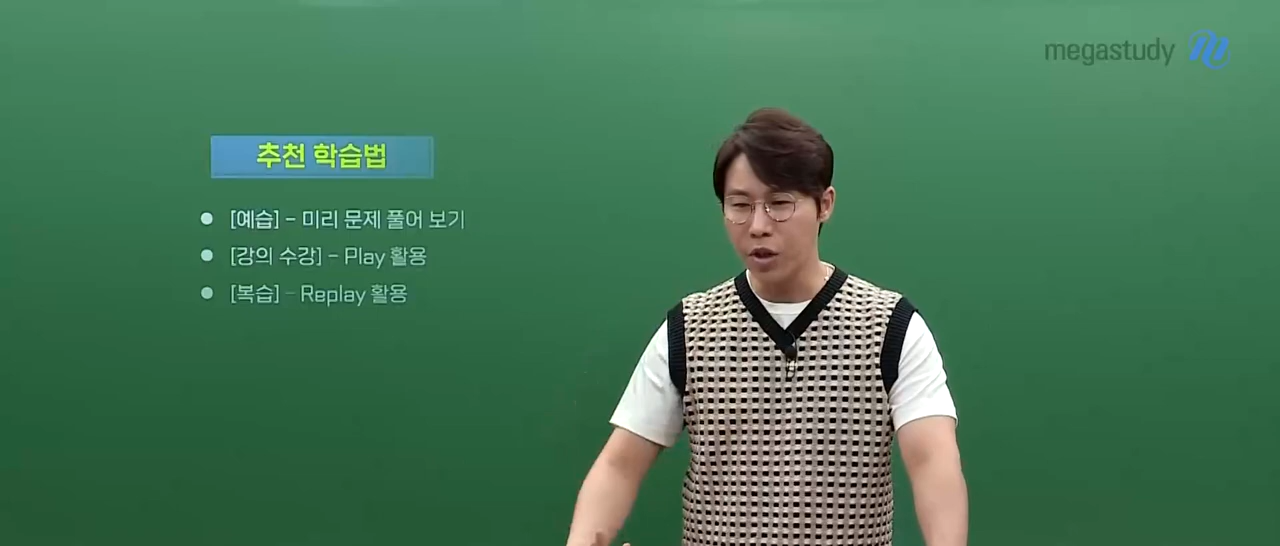 megastudy
추천 학습법
[예습] - 미리 문제 풀어 보기
[강의 수강] - Play 활용
[복습] - Replay 활용